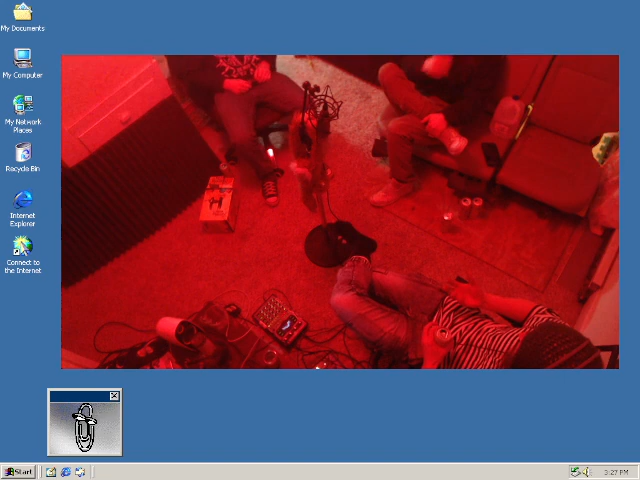 My Documents
My Computer
My Network
Places
Recycle Bin
Internet
Explorer
Connect to
the Internet
Start
3:27 PM